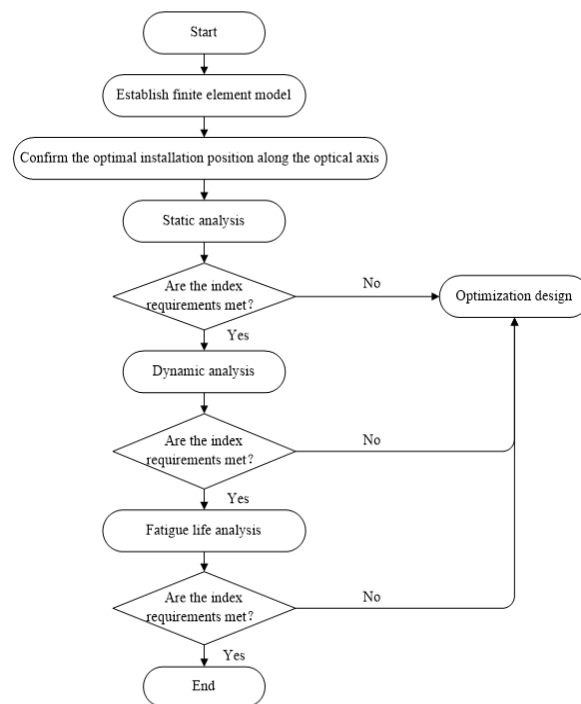 Start
Establish finite element model
Confirm the optimal installation position along the optical axis
Static analysis
Are the index
requirements met?
No
Optimization design
Yes
Dynamic analysis
Are the index
requirements met?
No
Yes
Fatigue life analysis
Are the index
requirements met?
No
Yes
End